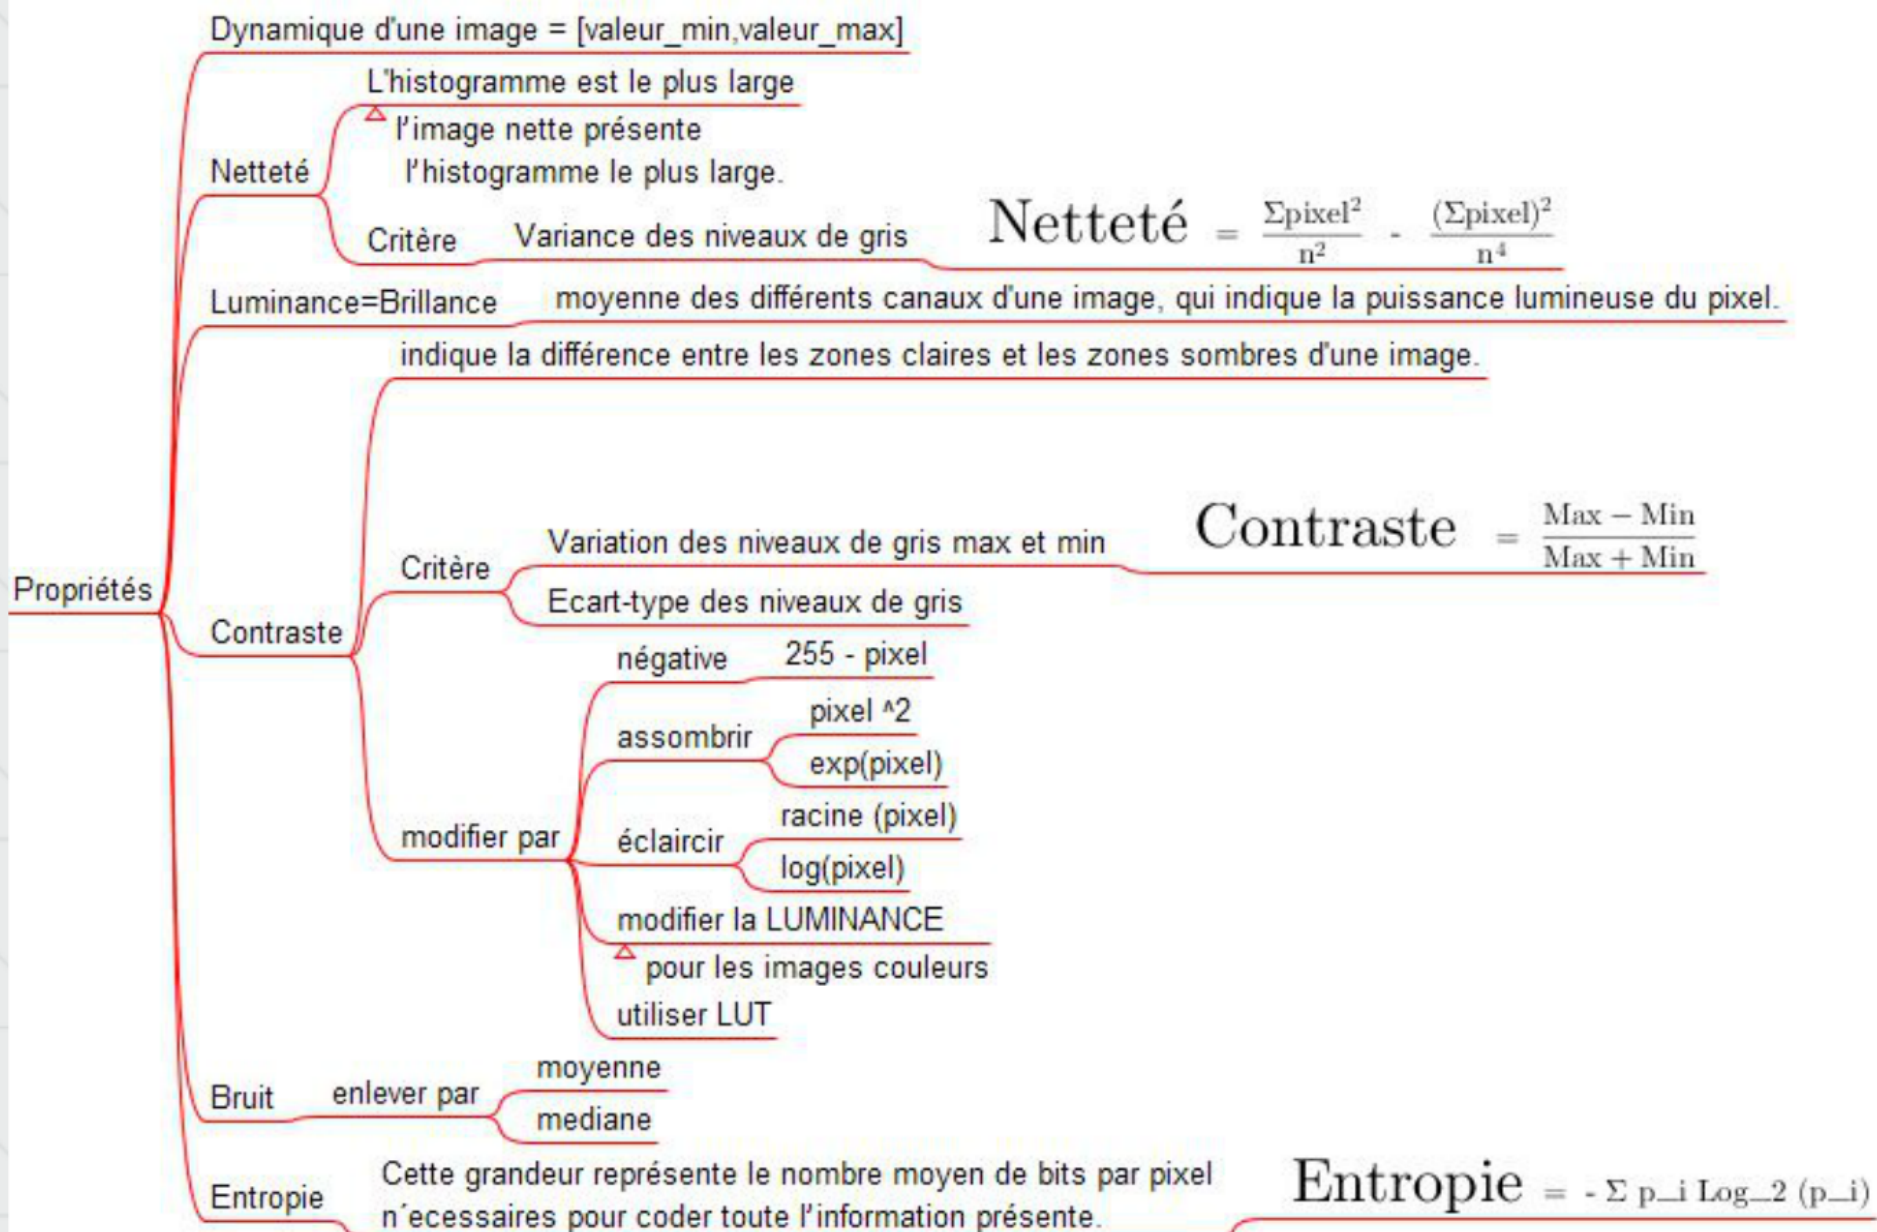 Dynamique d'une image = [valeur_min,valeur_max]
L'histogramme est le plus large
l'image nette présente
l'histogramme le plus large.
Netteté
Critère
Variance des niveaux de gris
Netteté = Σpixel²/n² - (Σpixel)²/n⁴
Luminance=Brillance
moyenne des différents canaux d'une image, qui indique la puissance lumineuse du pixel.
indique la différence entre les zones claires et les zones sombres d'une image.
Propriétés
Contraste
Critère
Variation des niveaux de gris max et min
Contraste = Max − Min / Max + Min
Ecart-type des niveaux de gris
modifier par
négative
255 - pixel
assombrir
pixel ^2
exp(pixel)
éclaircir
racine (pixel)
log(pixel)
modifier la LUMINANCE
pour les images couleurs
utiliser LUT
Bruit
enlever par
moyenne
mediane
Entropie
Cette grandeur représente le nombre moyen de bits par pixel
n´ecessaires pour coder toute l'information présente.
Entropie = - Σ p_i Log_2 (p_i)